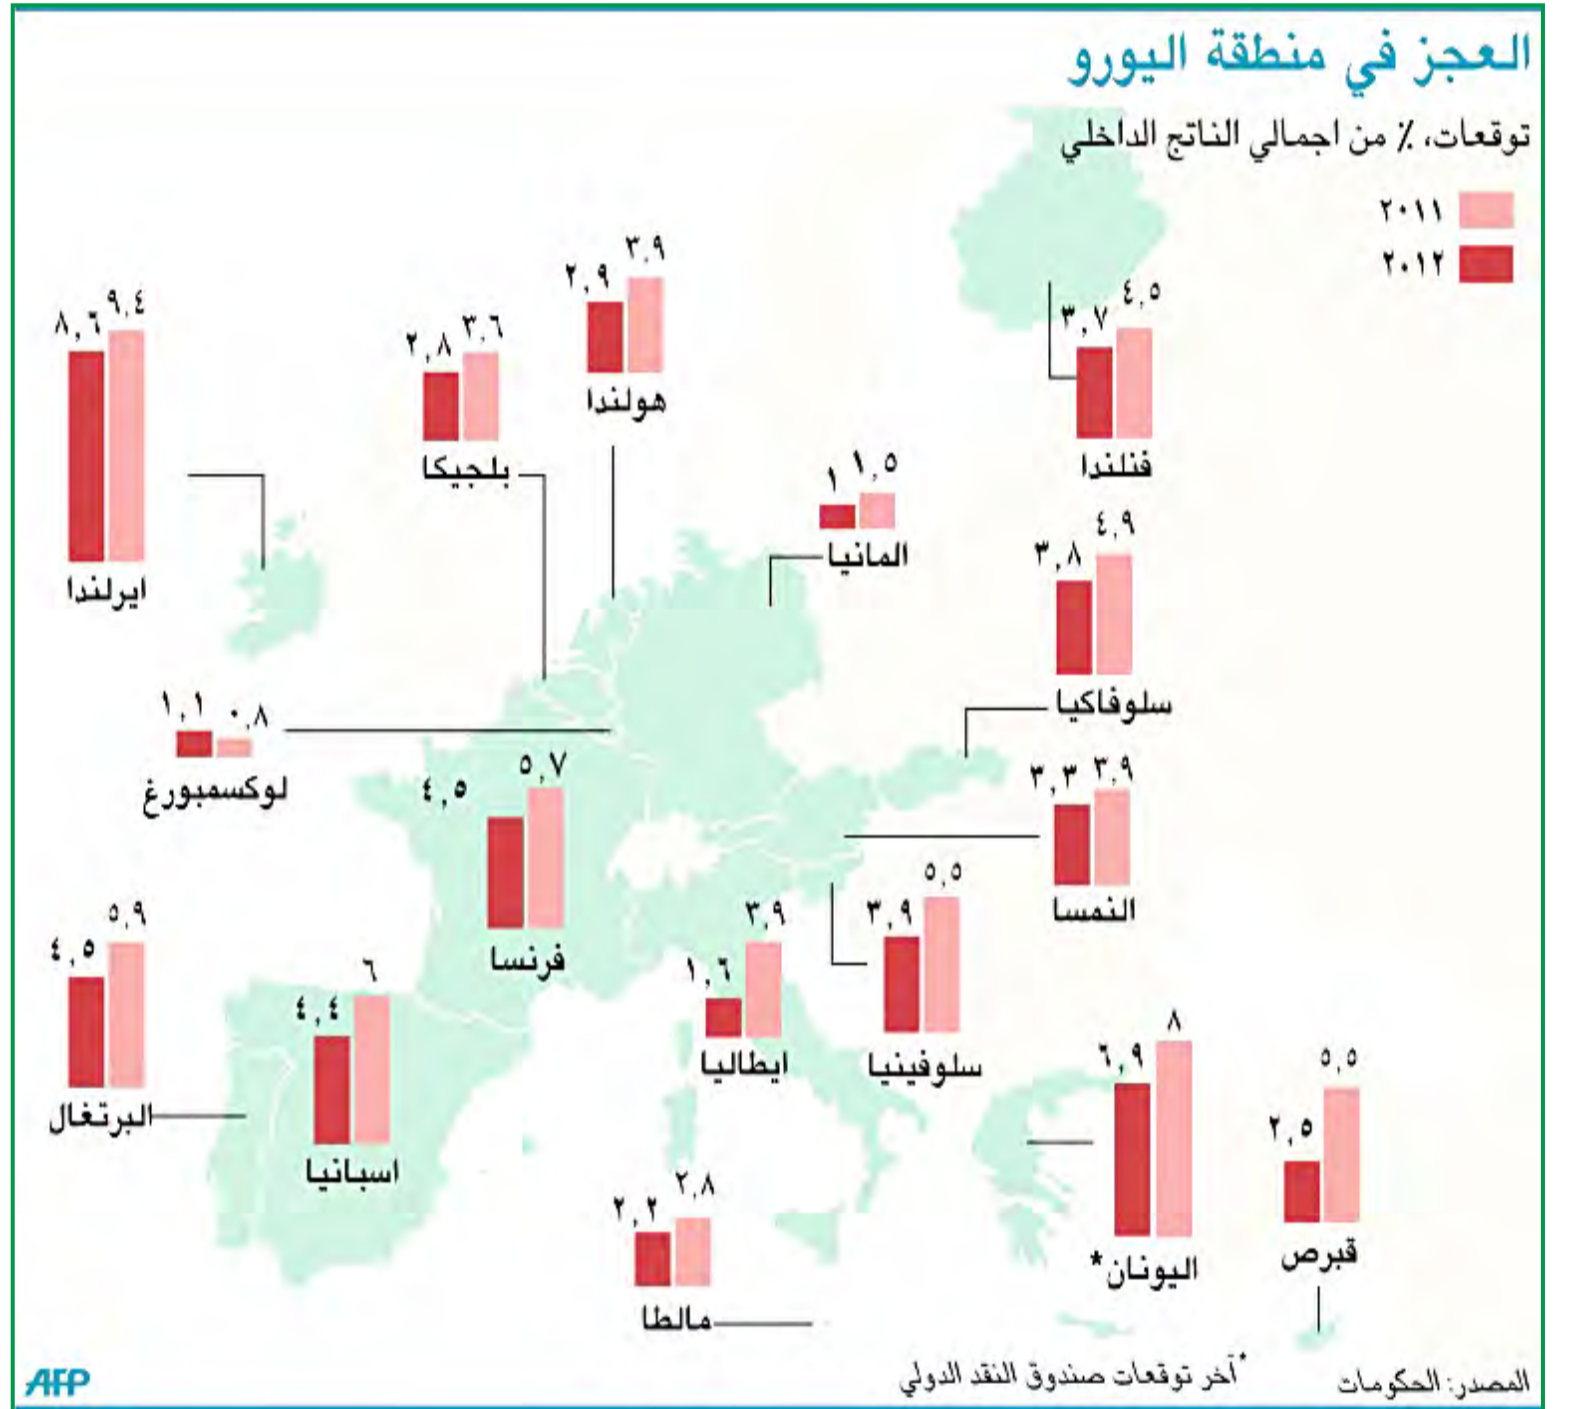 العجز في منطقة اليورو
توقعات، ٪ من اجمالي الناتج الداخلي
٢٠١١
٢٠١٢
٣,٩
٢,٩
هولندا
٩,٤
٨,٦
ايرلندا
٣,٦
٢,٨
بلجيكا
٤,٥
٣,٧
فنلندا
١,٥
١
المانيا
٤,٩
٣,٨
سلوفاكيا
٠,٨
١,١
لوكسمبورغ
٥,٧
٤,٥
فرنسا
٣,٩
٣,٣
النمسا
٥,٥
٣,٩
سلوفينيا
٣,٩
١,٦
ايطاليا
٥,٩
٤,٥
البرتغال
٦
٤,٤
اسبانيا
٨
٦,٩
اليونان*
٥,٥
٢,٥
قبرص
٢,٨
٢,٢
مالطا
المصدر: الحكومات
*آخر توقعات صندوق النقد الدولي
AFP